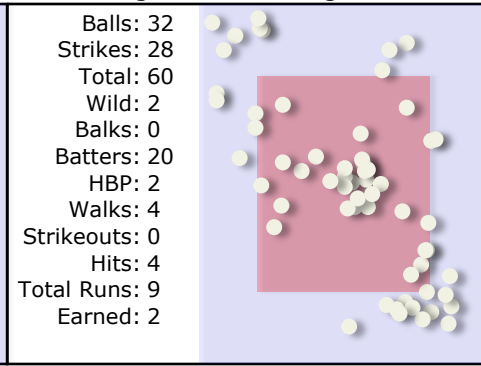 Balls: 32
Strikes: 28
Total: 60
Wild: 2
Balks: 0
Batters: 20
HBP: 2
Walks: 4
Strikeouts: 0
Hits: 4
Total Runs: 9
Earned: 2